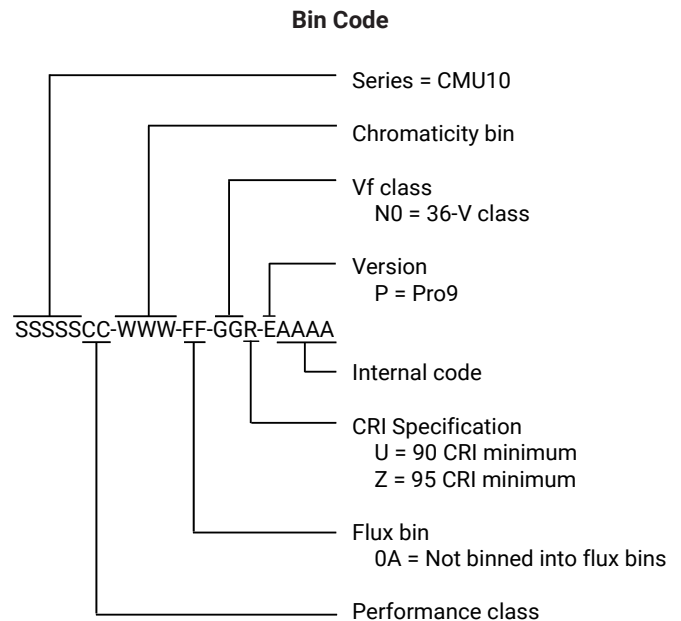 Bin Code
Series = CMU10
Chromaticity bin
Vf class
N0 = 36-V class
Version
P = Pro9
SSSSSCC-WWW-FF-GGR-EAAAA
Internal code
CRI Specification
U = 90 CRI minimum
Z = 95 CRI minimum
Flux bin
0A = Not binned into flux bins
Performance class